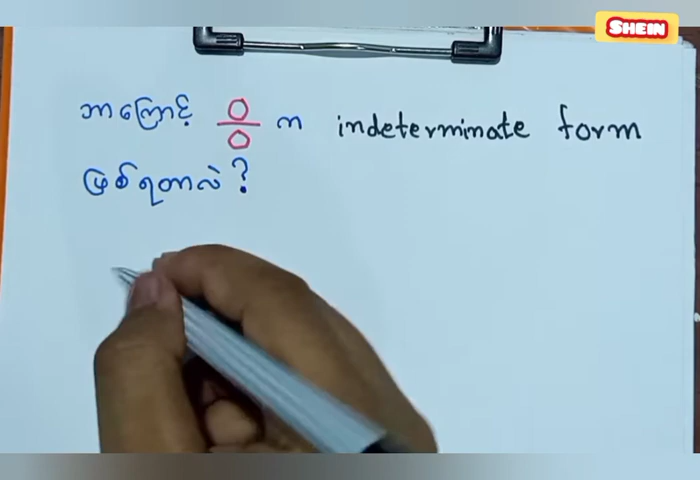 SHEIN
ဘာကြောင့် 0/0 က indeterminate form
ဖြစ်ရတာလဲ?